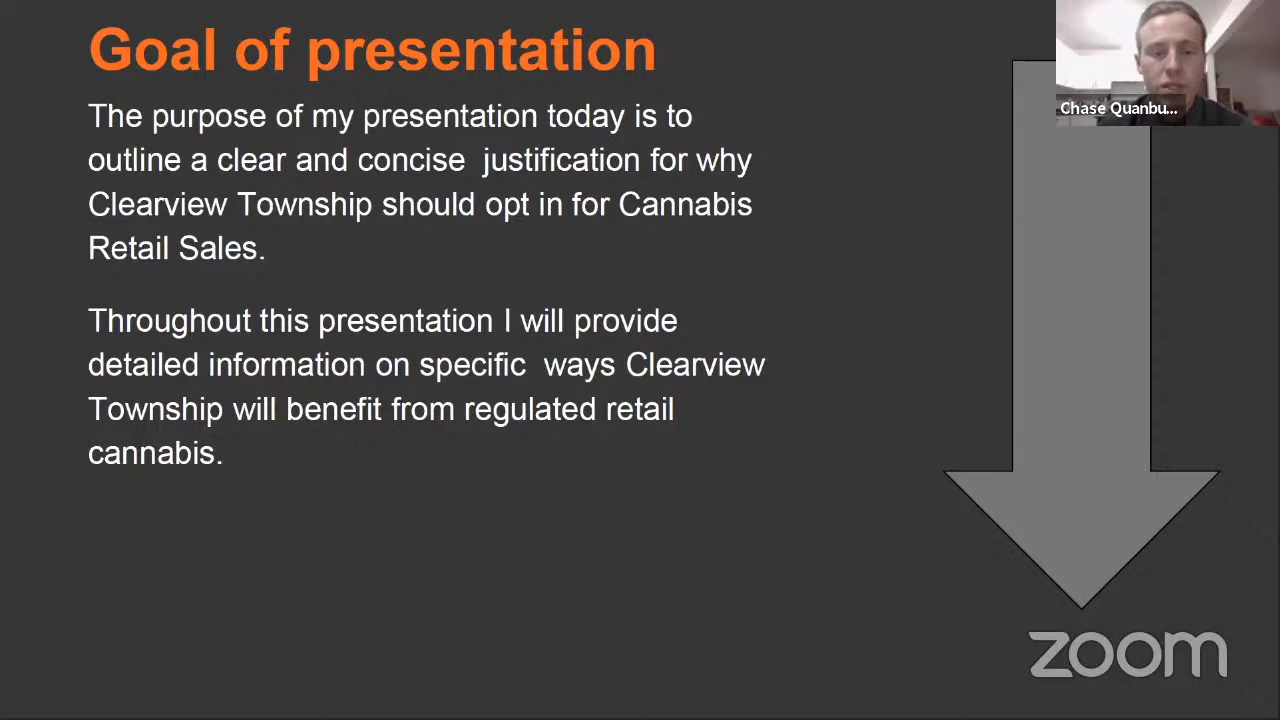 Goal of presentation
The purpose of my presentation today is to
outline a clear and concise  justification for why
Clearview Township should opt in for Cannabis
Retail Sales.
Throughout this presentation I will provide
detailed information on specific  ways Clearview
Township will benefit from regulated retail
cannabis.
Chase Quanbu...
zoom